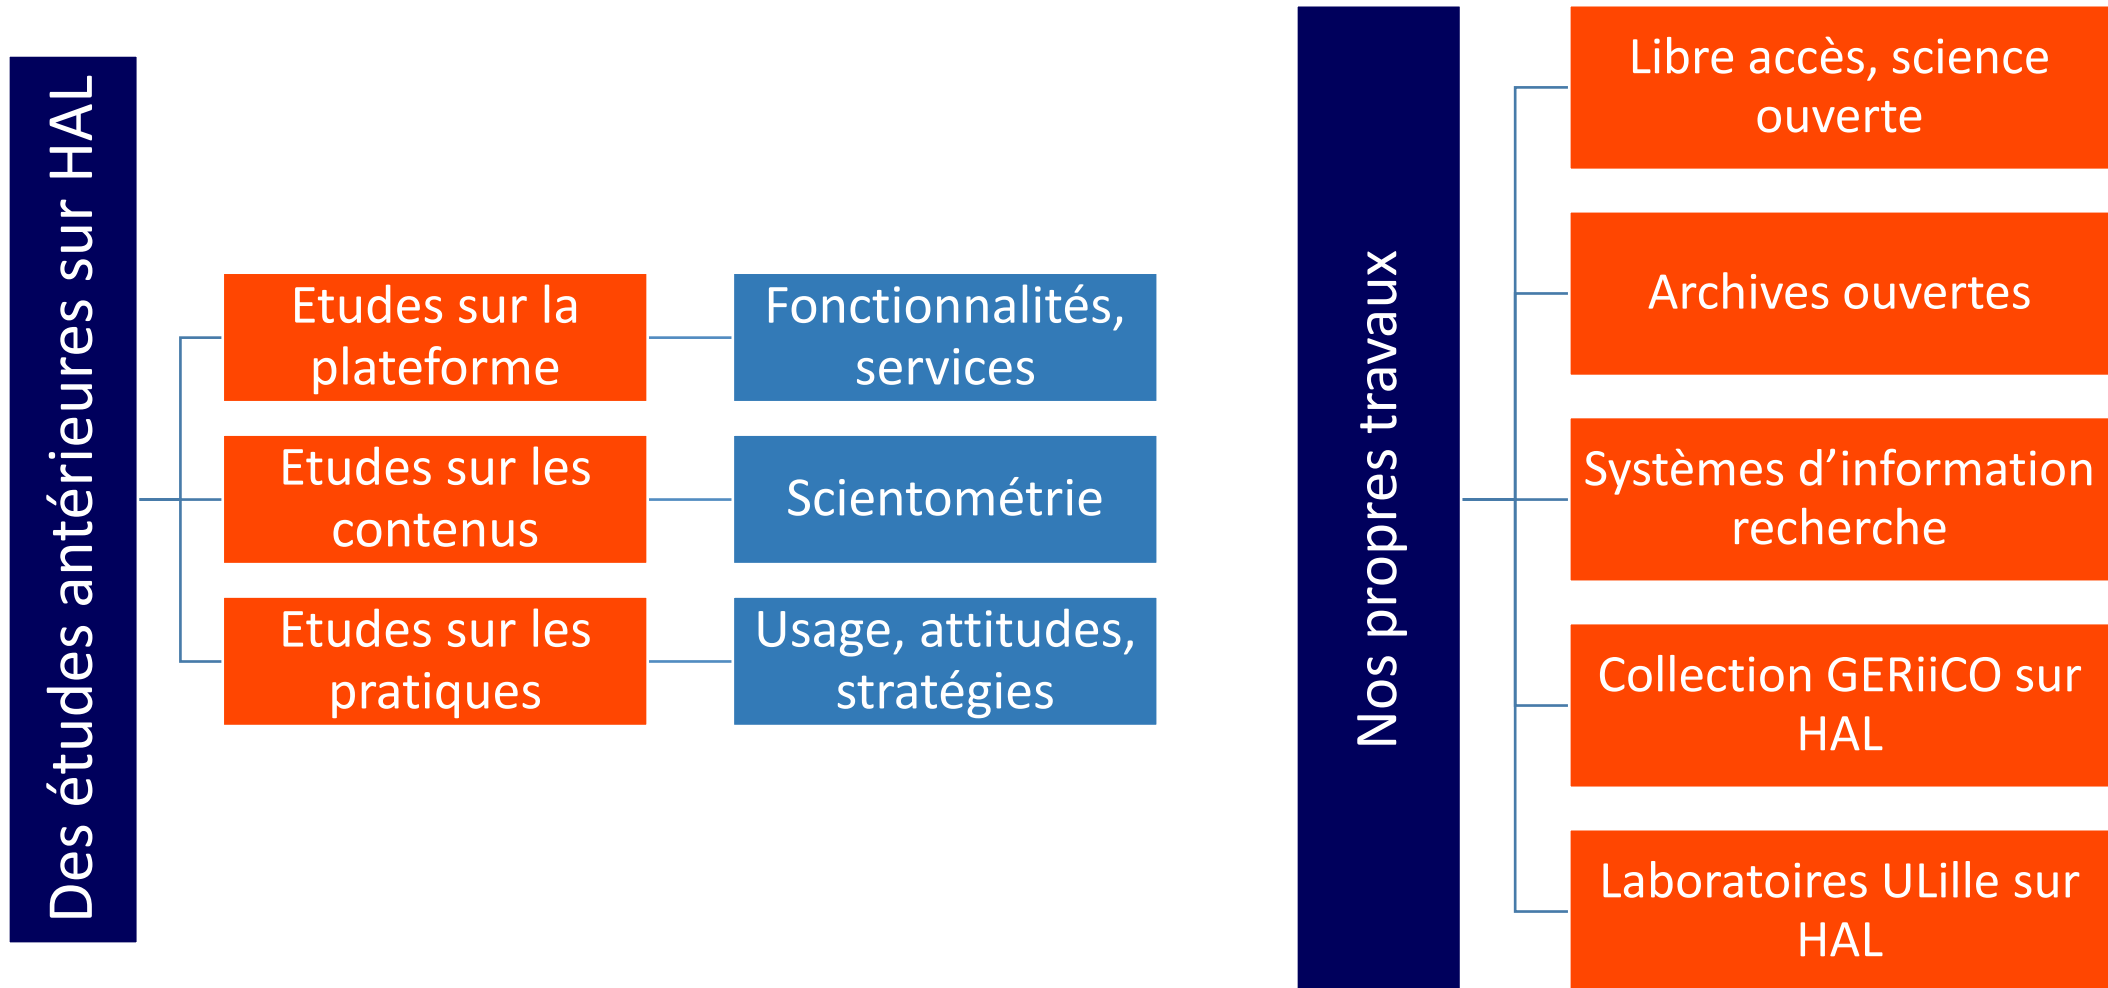 Des études antérieures sur HAL
Etudes sur la
plateforme
Fonctionnalités,
services
Etudes sur les
contenus
Scientométrie
Etudes sur les
pratiques
Usage, attitudes,
stratégies
Nos propres travaux
Libre accès, science
ouverte
Archives ouvertes
Systèmes d’information
recherche
Collection GERiiCO sur
HAL
Laboratoires ULille sur
HAL